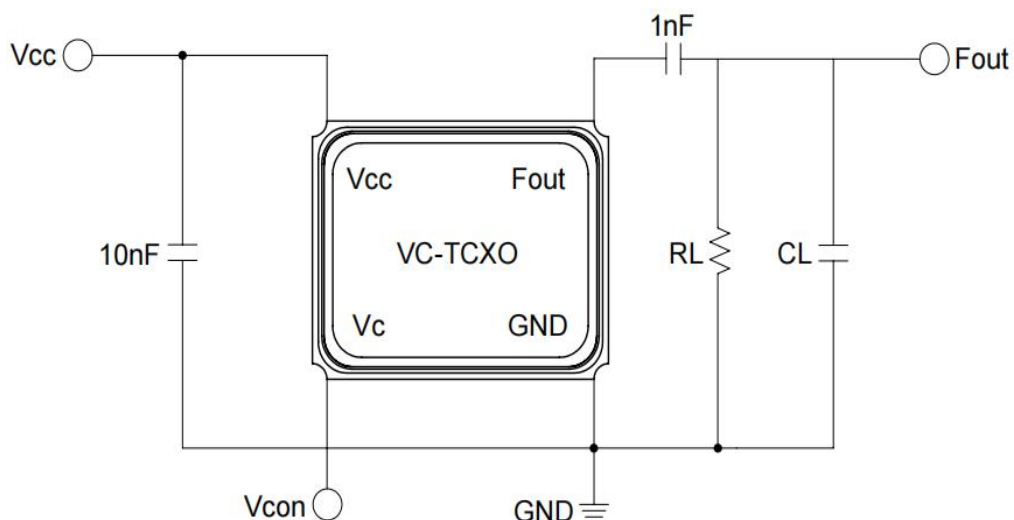 1nF
Vcc
Fout
Vcc
Fout
10nF
VC-TCXO
RL
CL
Vc
GND
Vcon
GND